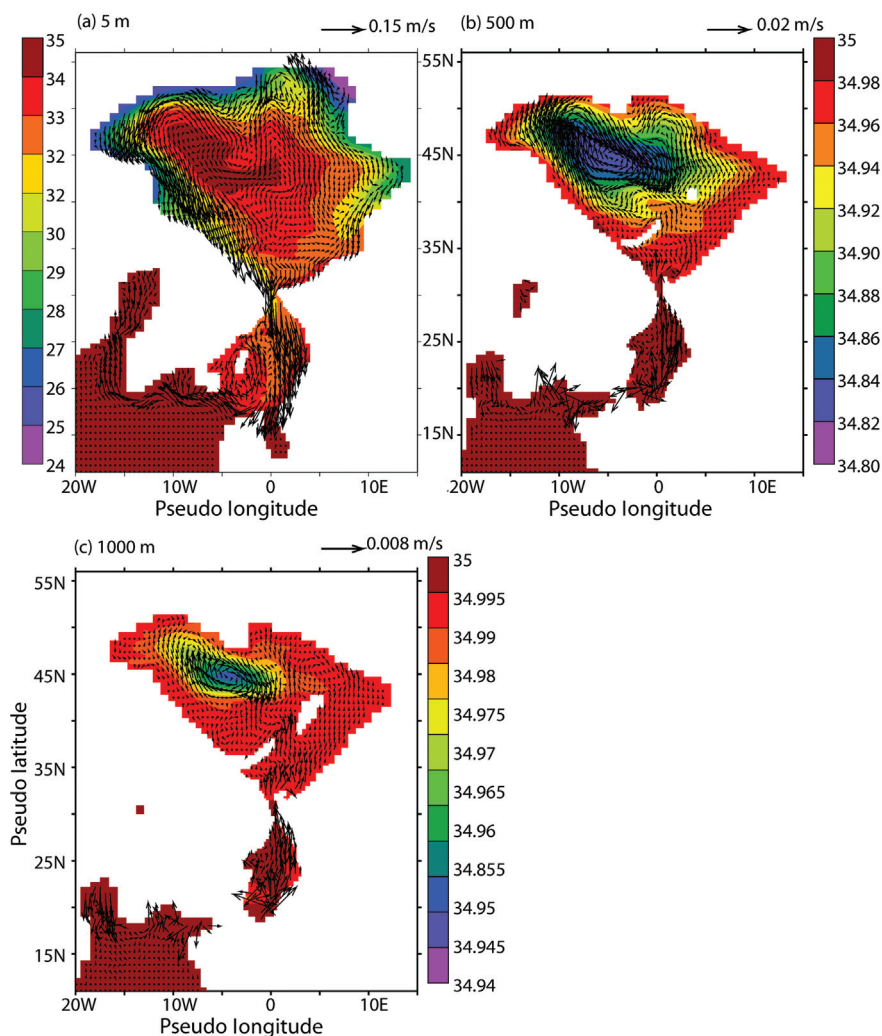 (a) 5 m
0.15 m/s
(b) 500 m
0.02 m/s
35
34
33
32
32
30
29
28
27
26
25
24
20W
10W
0
10E
Pseudo longitude
55N
45N
35N
25N
15N
20W
10W
0
10E
Pseudo longitude
35
34.98
34.96
34.94
34.92
34.90
34.88
34.86
34.84
34.82
34.80
(c) 1000 m
0.008 m/s
55N
45N
35N
25N
15N
Pseudo latitude
20W
10W
0
10E
Pseudo longitude
35
34.995
34.99
34.98
34.975
34.97
34.965
34.96
34.855
34.95
34.945
34.94